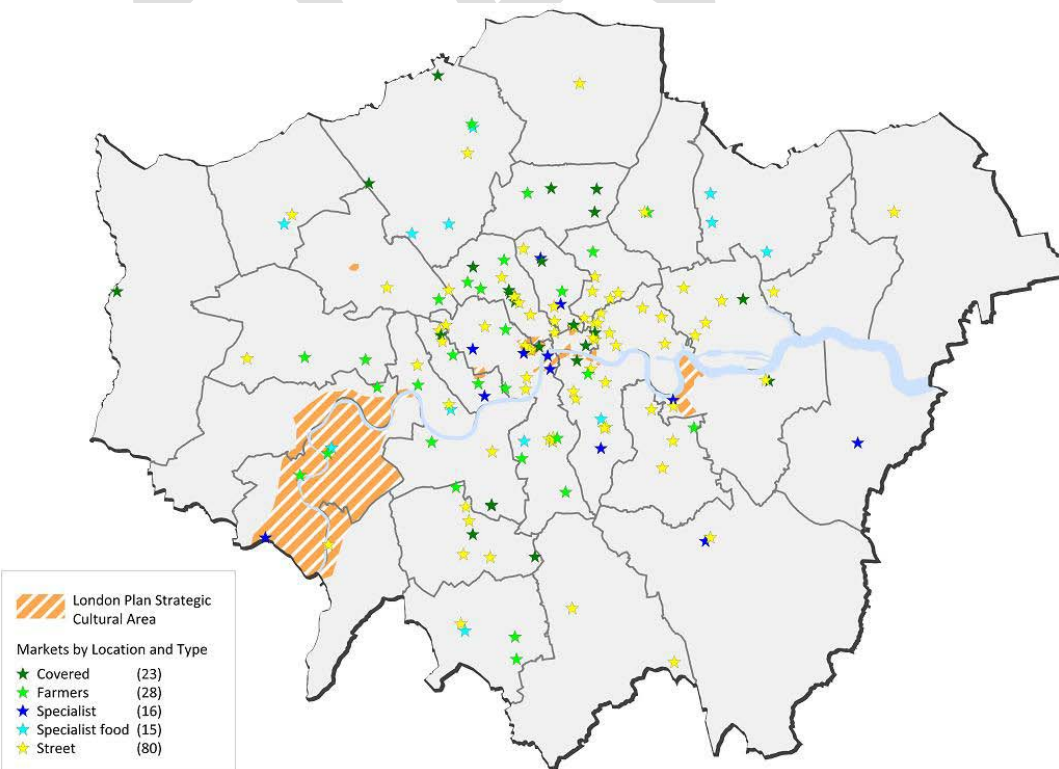 London Plan Strategic
Cultural Area
Markets by Location and Type
Covered (23)
Farmers (28)
Specialist (16)
Specialist food (15)
Street (80)